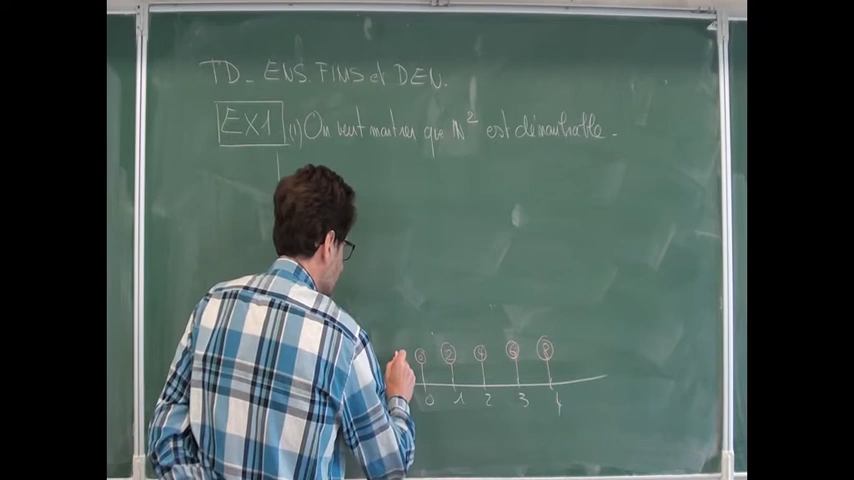 TD_ ENS. FINIS et DEN.
EX1 (1) On veut montrer que ℕ² est dénombrable.
0 2 4 6 8
0 1 2 3 4